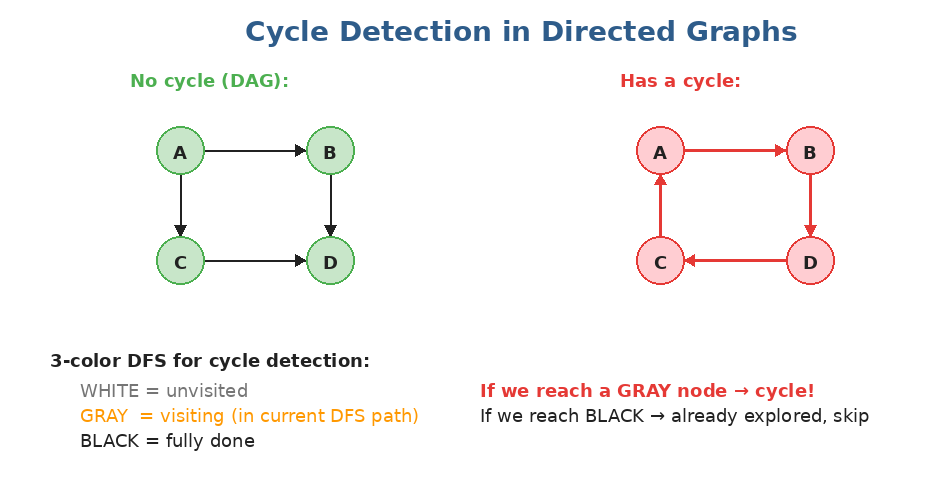 Cycle Detection in Directed Graphs
No cycle (DAG):
Has a cycle:
A
B
A
B
C
D
C
D
3-color DFS for cycle detection:
WHITE = unvisited
If we reach a GRAY node → cycle!
GRAY  = visiting (in current DFS path)
If we reach BLACK → already explored, skip
BLACK = fully done